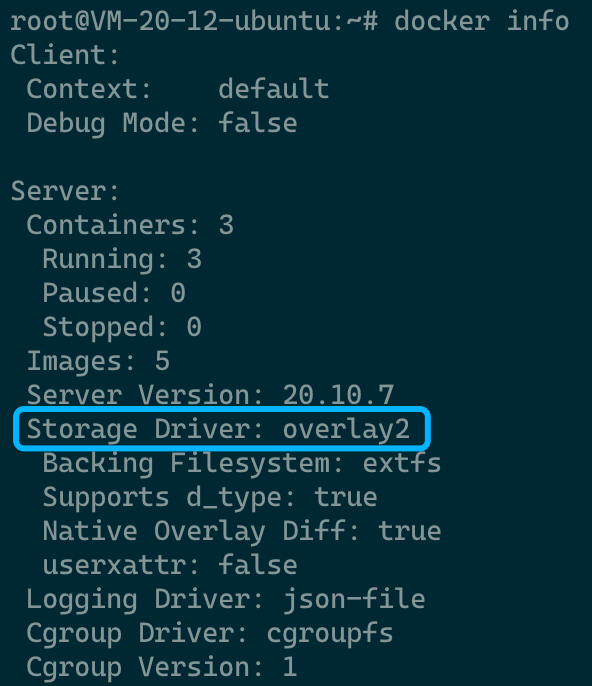 root@VM-20-12-ubuntu:~# docker info
Client:
 Context:    default
 Debug Mode: false

Server:
 Containers: 3
  Running: 3
  Paused: 0
  Stopped: 0
 Images: 5
 Server Version: 20.10.7
 Storage Driver: overlay2
  Backing Filesystem: extfs
  Supports d_type: true
  Native Overlay Diff: true
  userxattr: false
 Logging Driver: json-file
 Cgroup Driver: cgroupfs
 Cgroup Version: 1